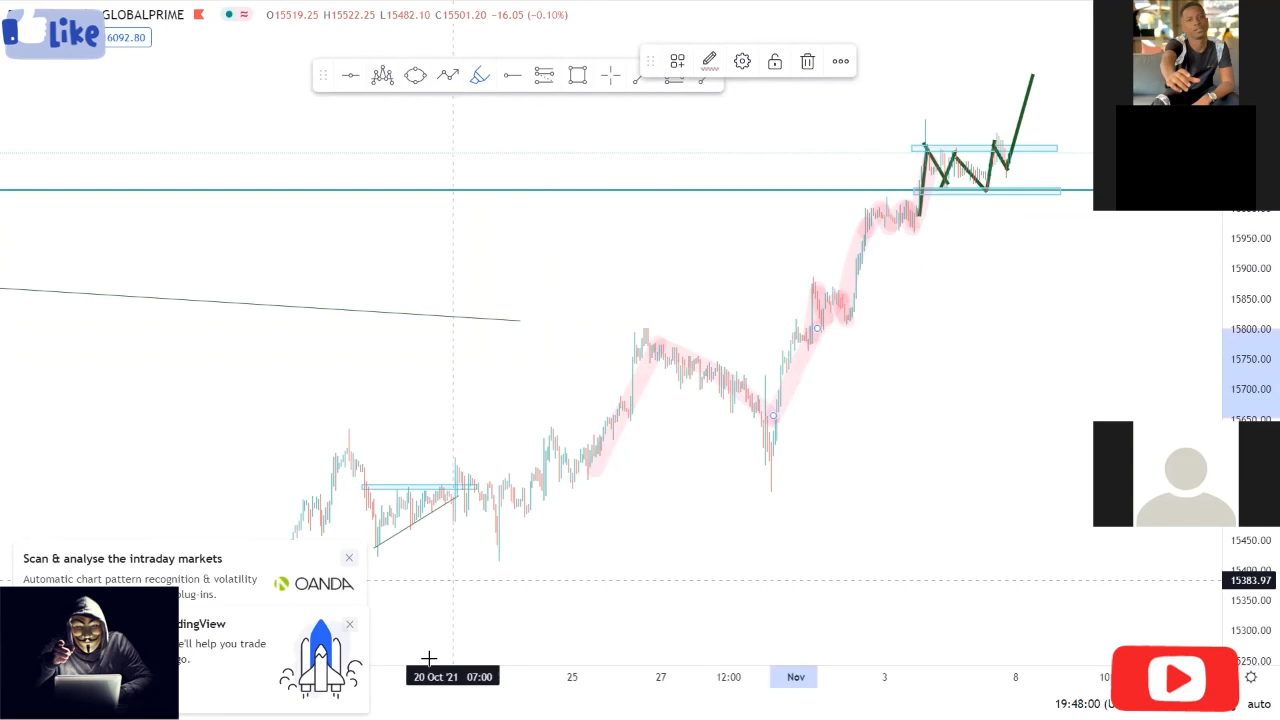 GLOBALPRIME O15519.25 H15522.25 L15482.10 C15501.20 −16.05 (−0.10%)
Like
6092.80
15950.00
15900.00
15850.00
15800.00
15750.00
15700.00
15650.00
15450.00
15383.97
15350.00
15300.00
15250.00
Scan & analyse the intraday markets
Automatic chart pattern recognition & volatility
plug-ins.
OANDA
dingView
e'll help you trade
go.
20 Oct '21 07:00
25
27
12:00
Nov
3
8
10
19:48:00 (U
auto